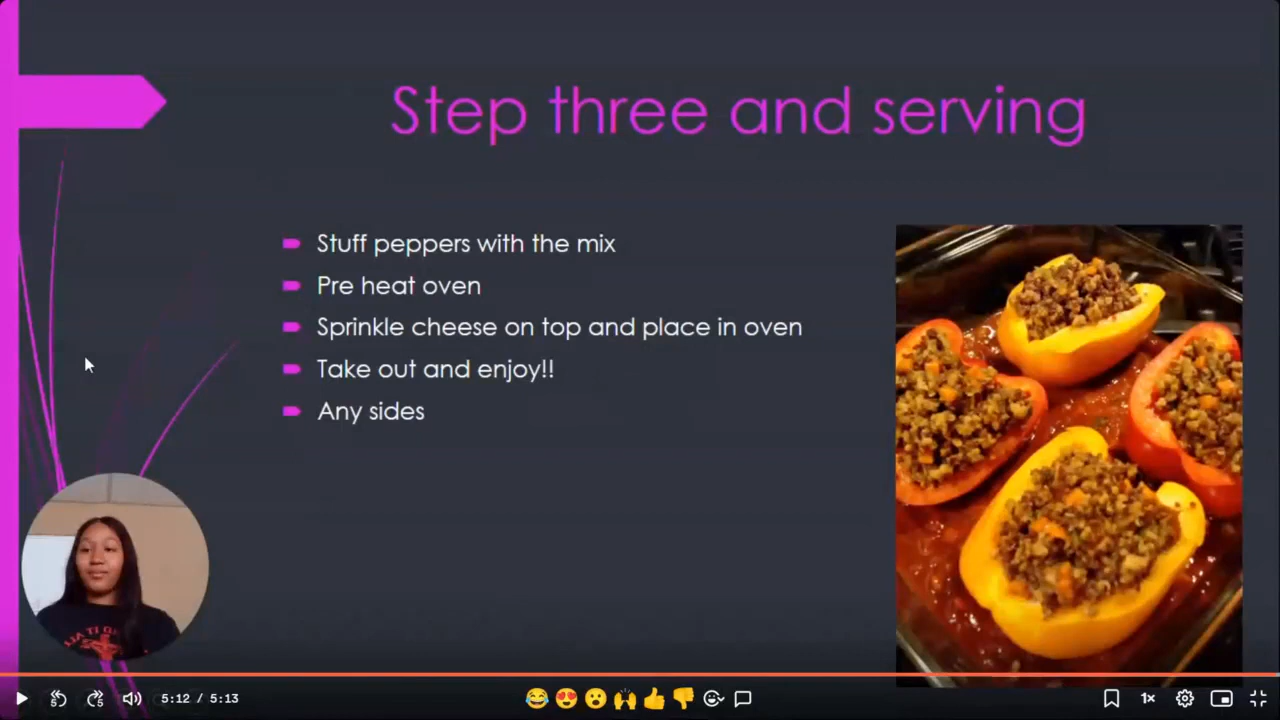 Step three and serving
Stuff peppers with the mix
Pre heat oven
Sprinkle cheese on top and place in oven
Take out and enjoy!!
Any sides
5:12 / 5:13
1×